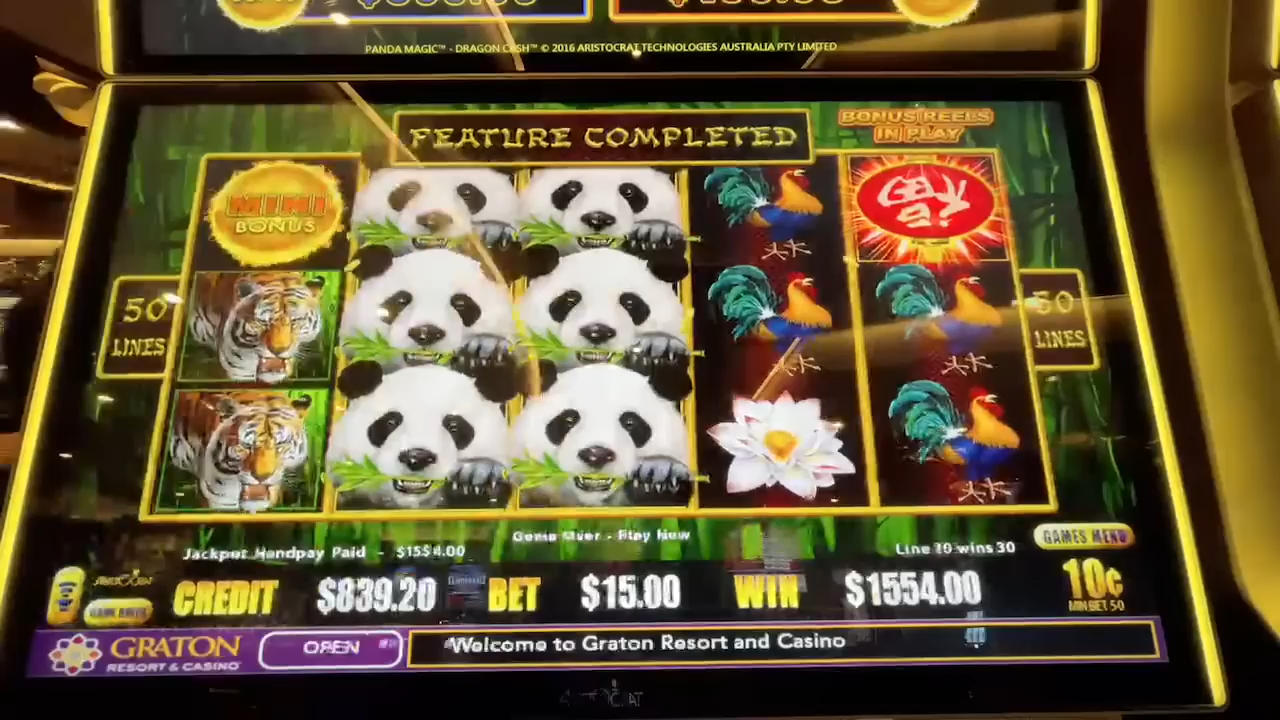 PANDA MAGIC™ - DRAGON CASH™ © 2016 ARISTOCRAT TECHNOLOGIES AUSTRALIA PTY LIMITED
FEATURE COMPLETED
BONUS REELS
IN PLAY
MINI
BONUS
50
LINES
50
LINES
Game Over - Play Now
Jackpot Handpay Paid - $1554.00
Line 70 wins 30
GAMES MENU
CREDIT $839.20 BET $15.00 WIN $1554.00
10¢
MIN BET 50
GAME RULES
GRATON
RESORT & CASINO
OPEN
Welcome to Graton Resort and Casino